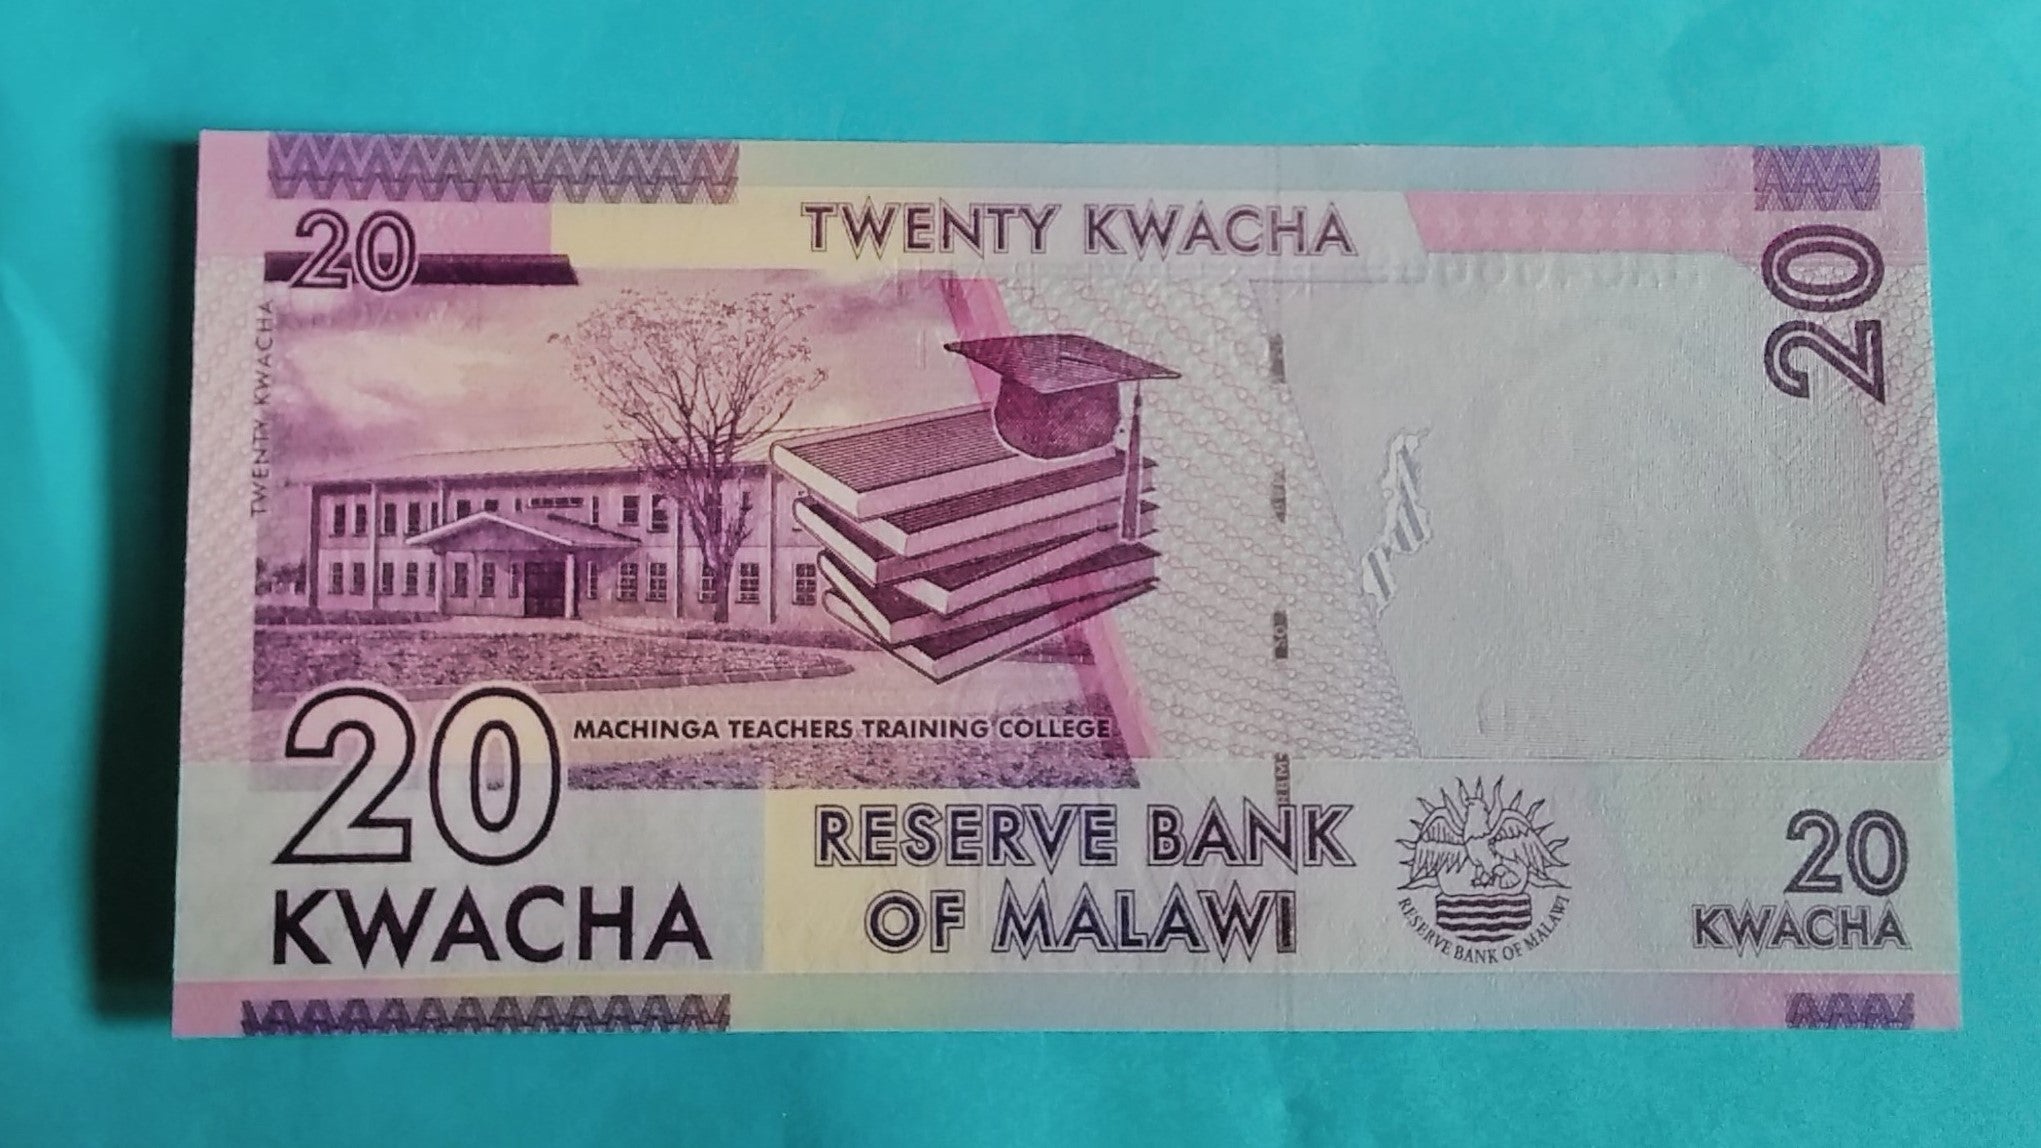 20
TWENTY KWACHA
20
TWENTY KWACHA
MACHINGA TEACHERS TRAINING COLLEGE
20
KWACHA
RESERVE BANK
OF MALAWI
RESERVE BANK OF MALAWI
20
KWACHA